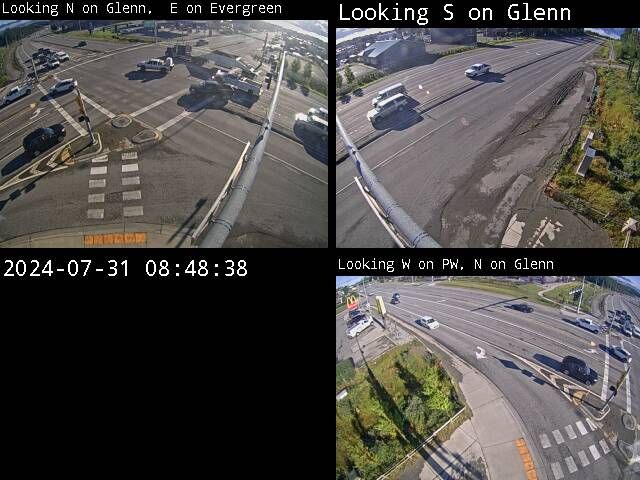 Looking N on Glenn,  E on Evergreen
Looking S on Glenn
2024-07-31 08:48:38
Looking W on PW, N on Glenn